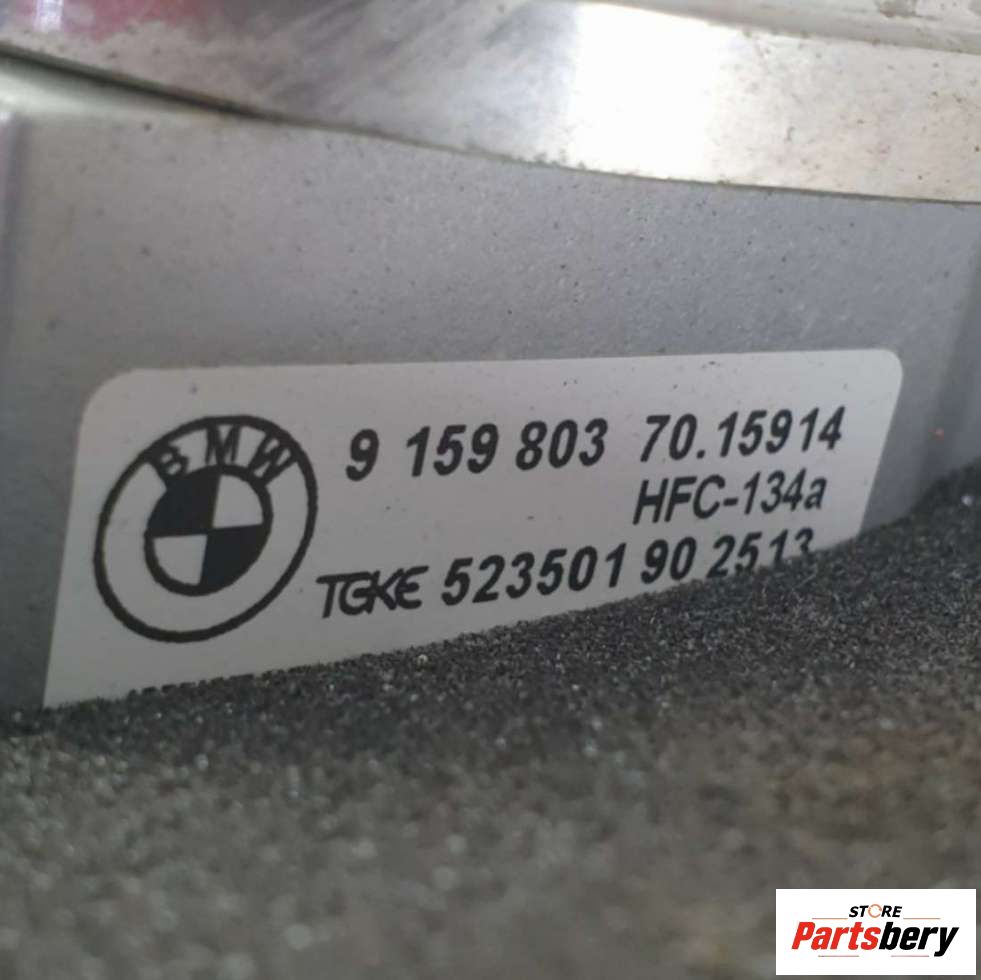 BMW
9 159 803 70.15914
HFC-134a
TGKE 523501 90 2513
STORE
Partsbery